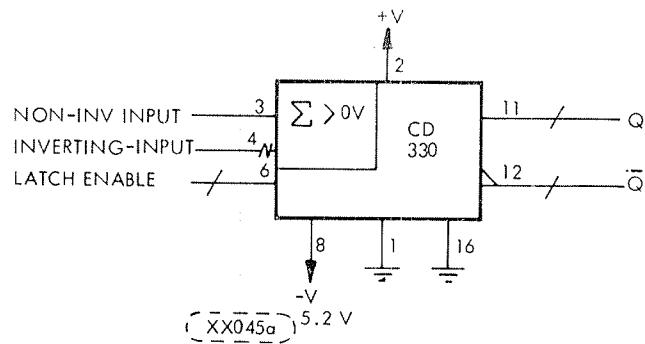 +V
2
NON-INV INPUT 3 Σ >0V 11 Q
CD
INVERTING-INPUT 4 330
LATCH ENABLE 6 12 Q̅
8 1 16
-V
5.2 V
XX045a